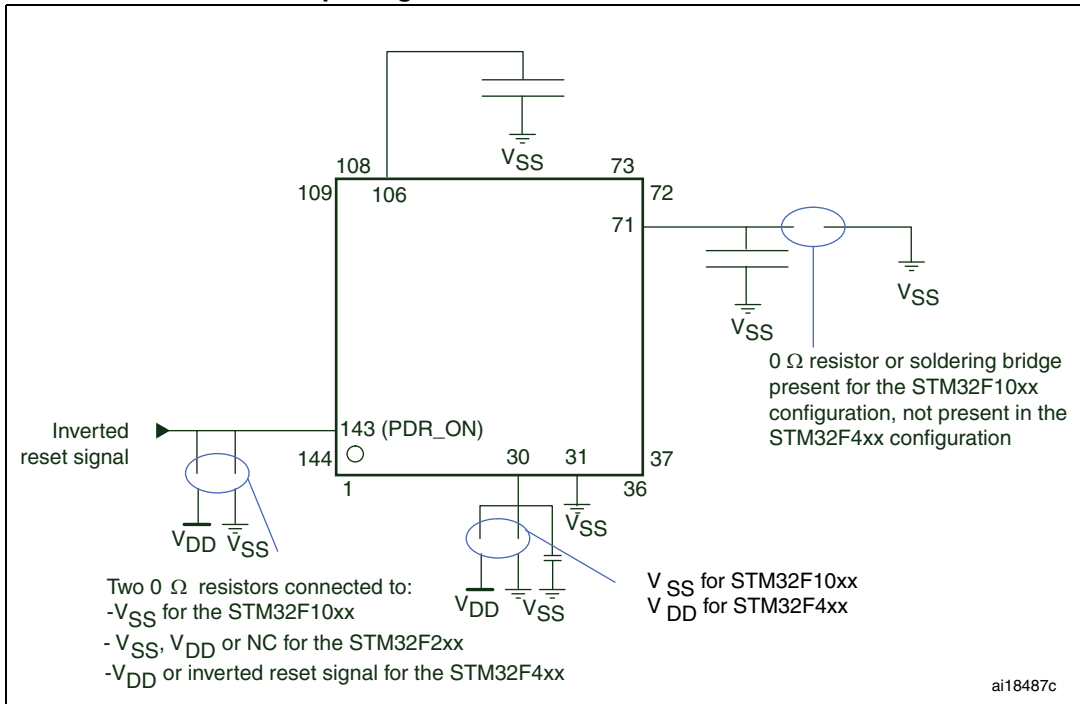 VSS
108
73
109
106
72
71
VSS
VSS
0 Ω resistor or soldering bridge
present for the STM32F10xx
configuration, not present in the
STM32F4xx configuration
Inverted
reset signal
143 (PDR_ON)
144
30
31
37
1
36
VDD VSS
VSS
VDD VSS
Two 0 Ω resistors connected to:
-VSS for the STM32F10xx
- VSS, VDD or NC for the STM32F2xx
-VDD or inverted reset signal for the STM32F4xx
V SS for STM32F10xx
V DD for STM32F4xx
ai18487c